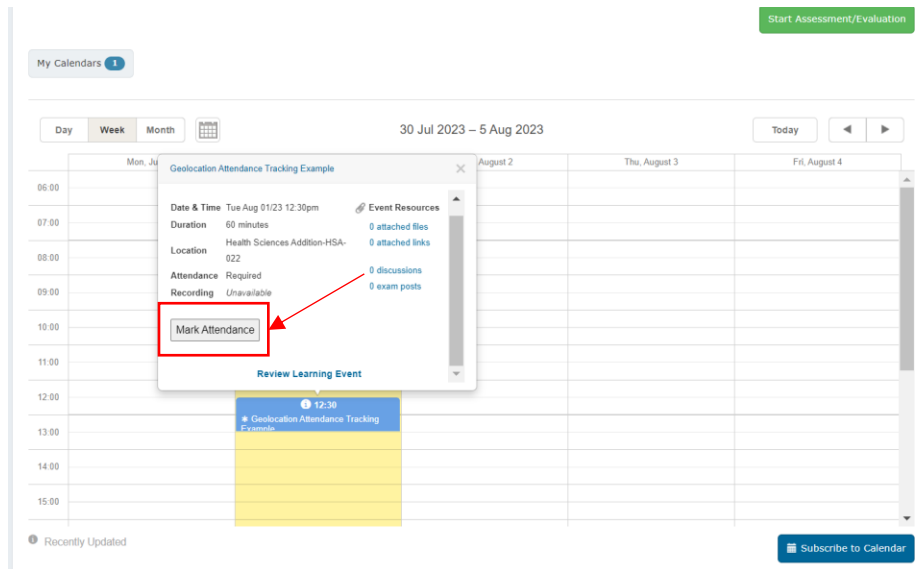 Start Assessment/Evaluation
My Calendars 1
Day Week Month
30 Jul 2023 – 5 Aug 2023
Today
Mon, Ju
August 2
Thu, August 3
Fri, August 4
Geolocation Attendance Tracking Example
Date & Time Tue Aug 01/23 12:30pm
Duration 60 minutes
Location Health Sciences Addition-HSA-
022
Attendance Required
Recording Unavailable
Event Resources
0 attached files
0 attached links
0 discussions
0 exam posts
Mark Attendance
Review Learning Event
06:00
07:00
08:00
09:00
10:00
11:00
12:00
13:00
14:00
15:00
12:30
Geolocation Attendance Tracking
Example
Recently Updated
Subscribe to Calendar